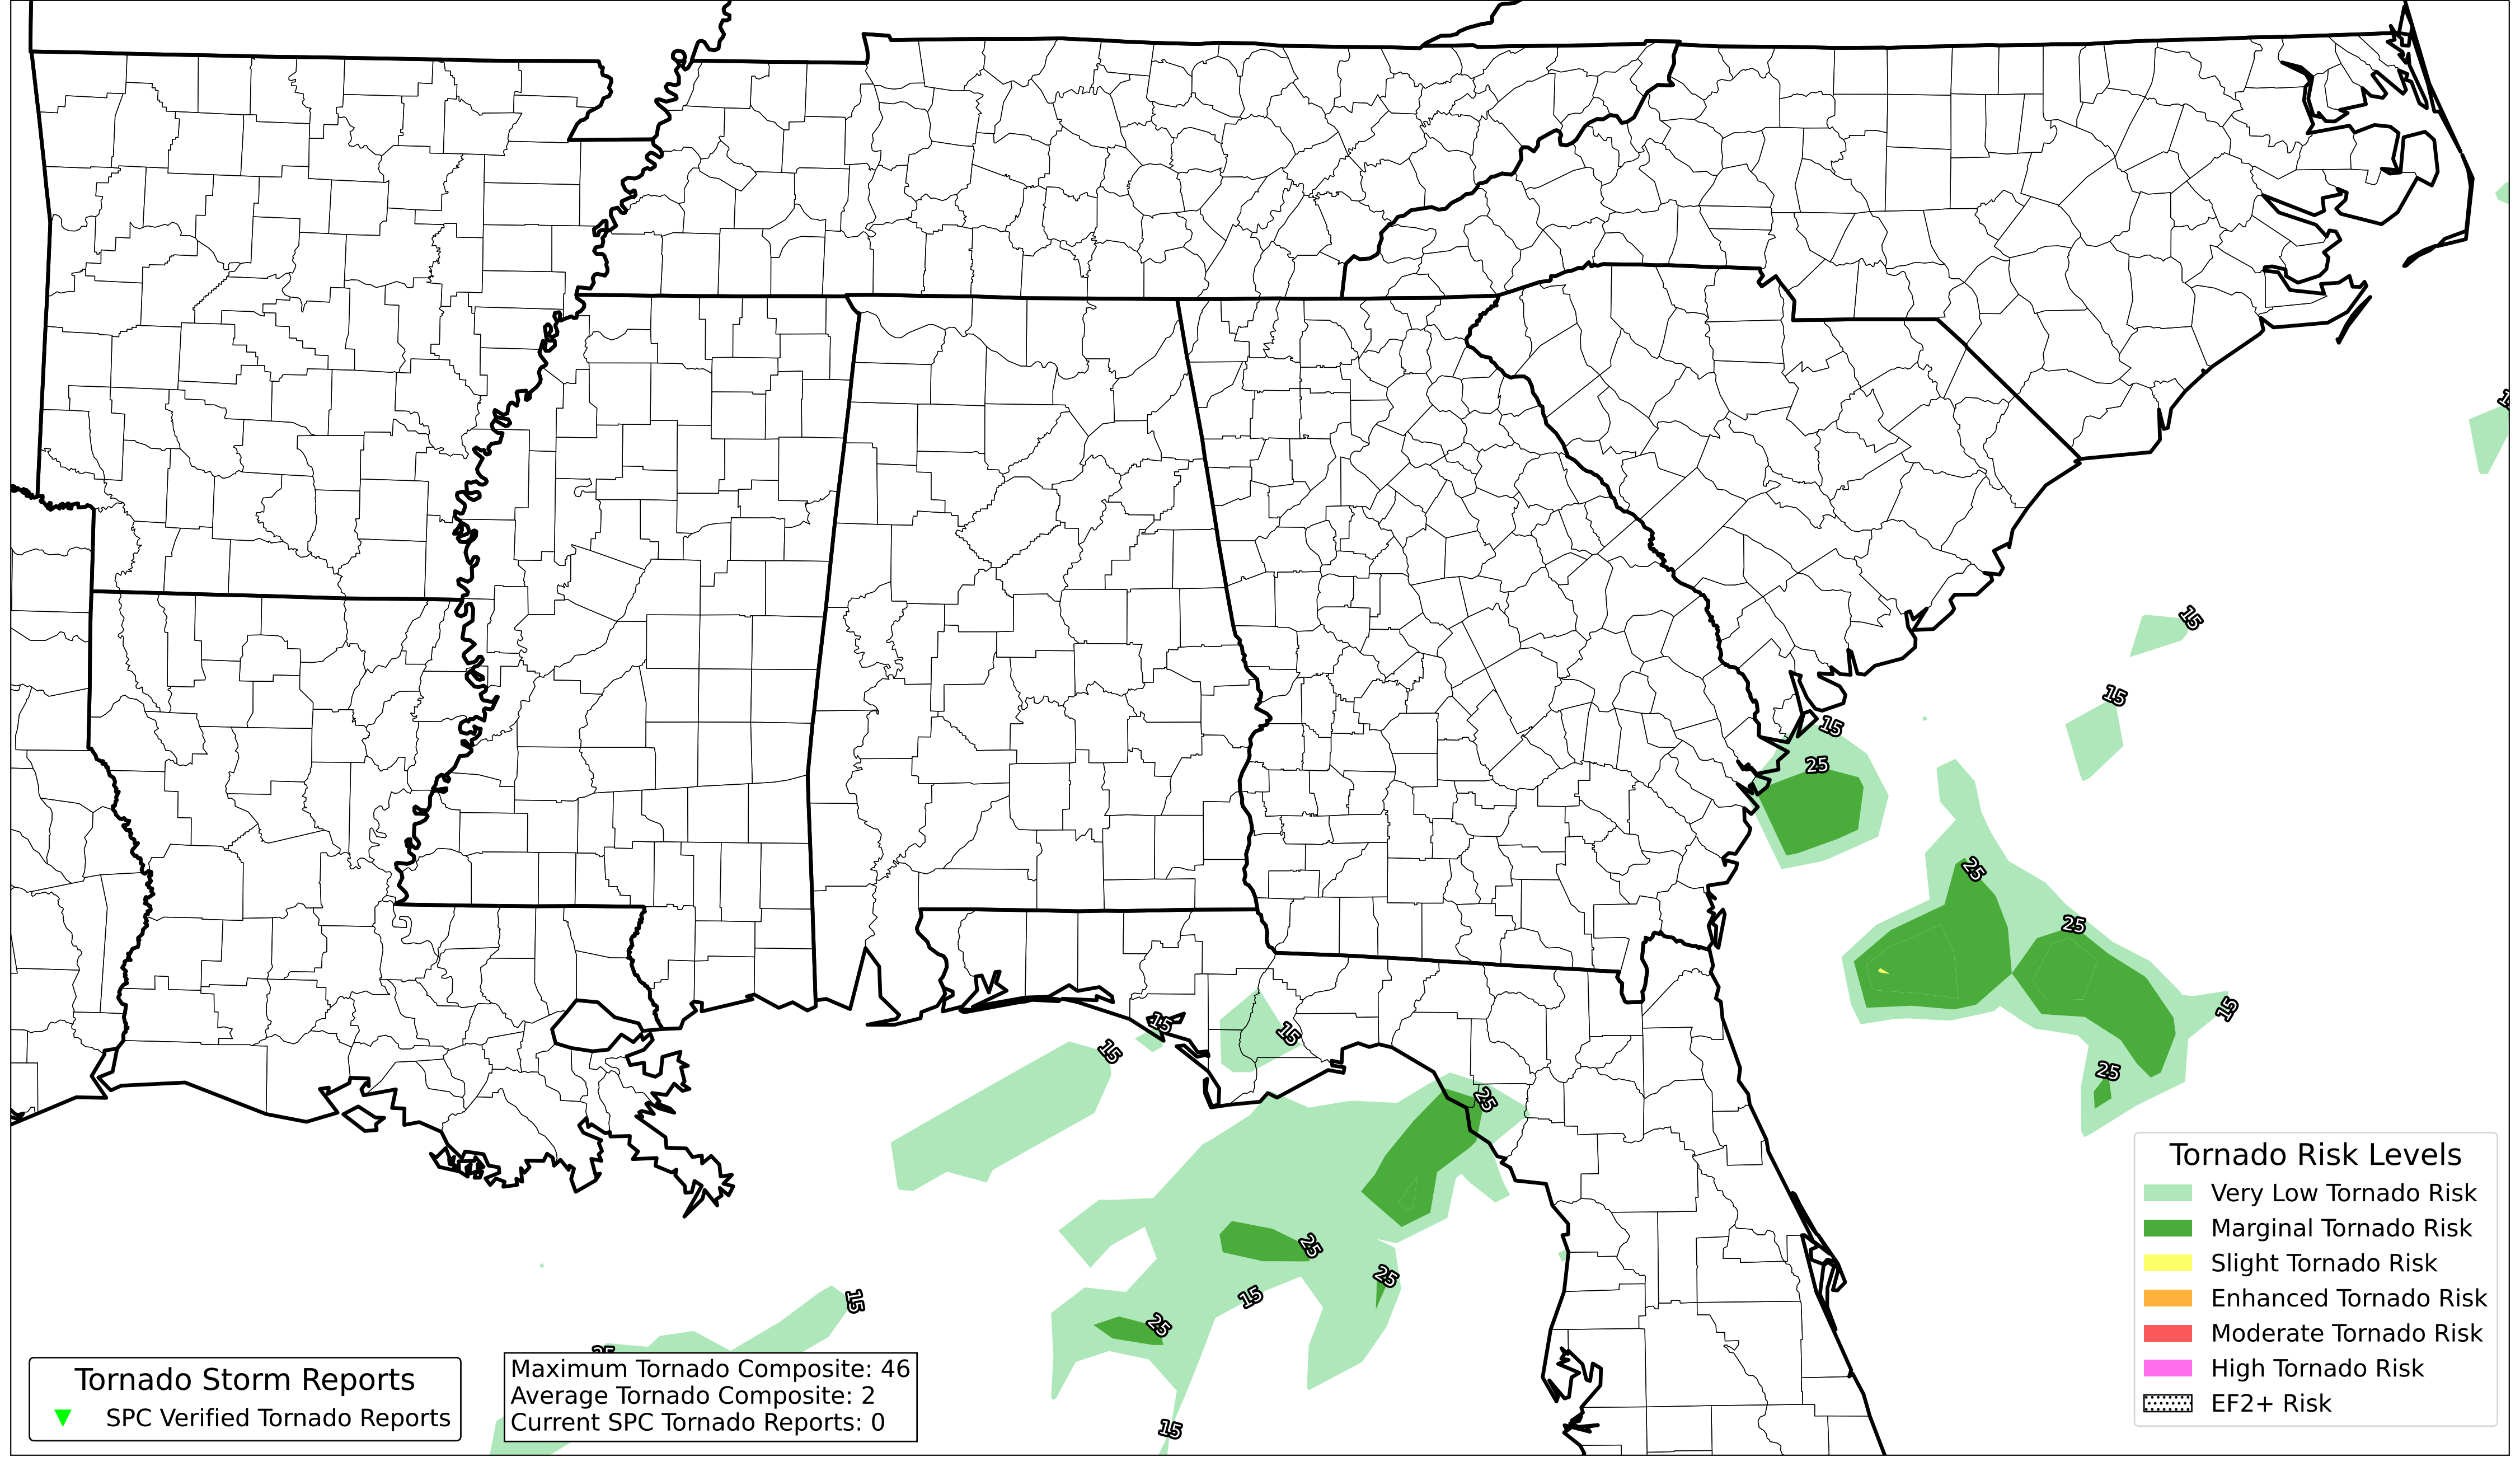 15
15
15
15
25
25
25
15
15
15
15
25
25
25
25
15
15
25
15
Tornado Risk Levels
Very Low Tornado Risk
Marginal Tornado Risk
Slight Tornado Risk
Enhanced Tornado Risk
Moderate Tornado Risk
High Tornado Risk
EF2+ Risk
Tornado Storm Reports
SPC Verified Tornado Reports
Maximum Tornado Composite: 46
Average Tornado Composite: 2
Current SPC Tornado Reports: 0